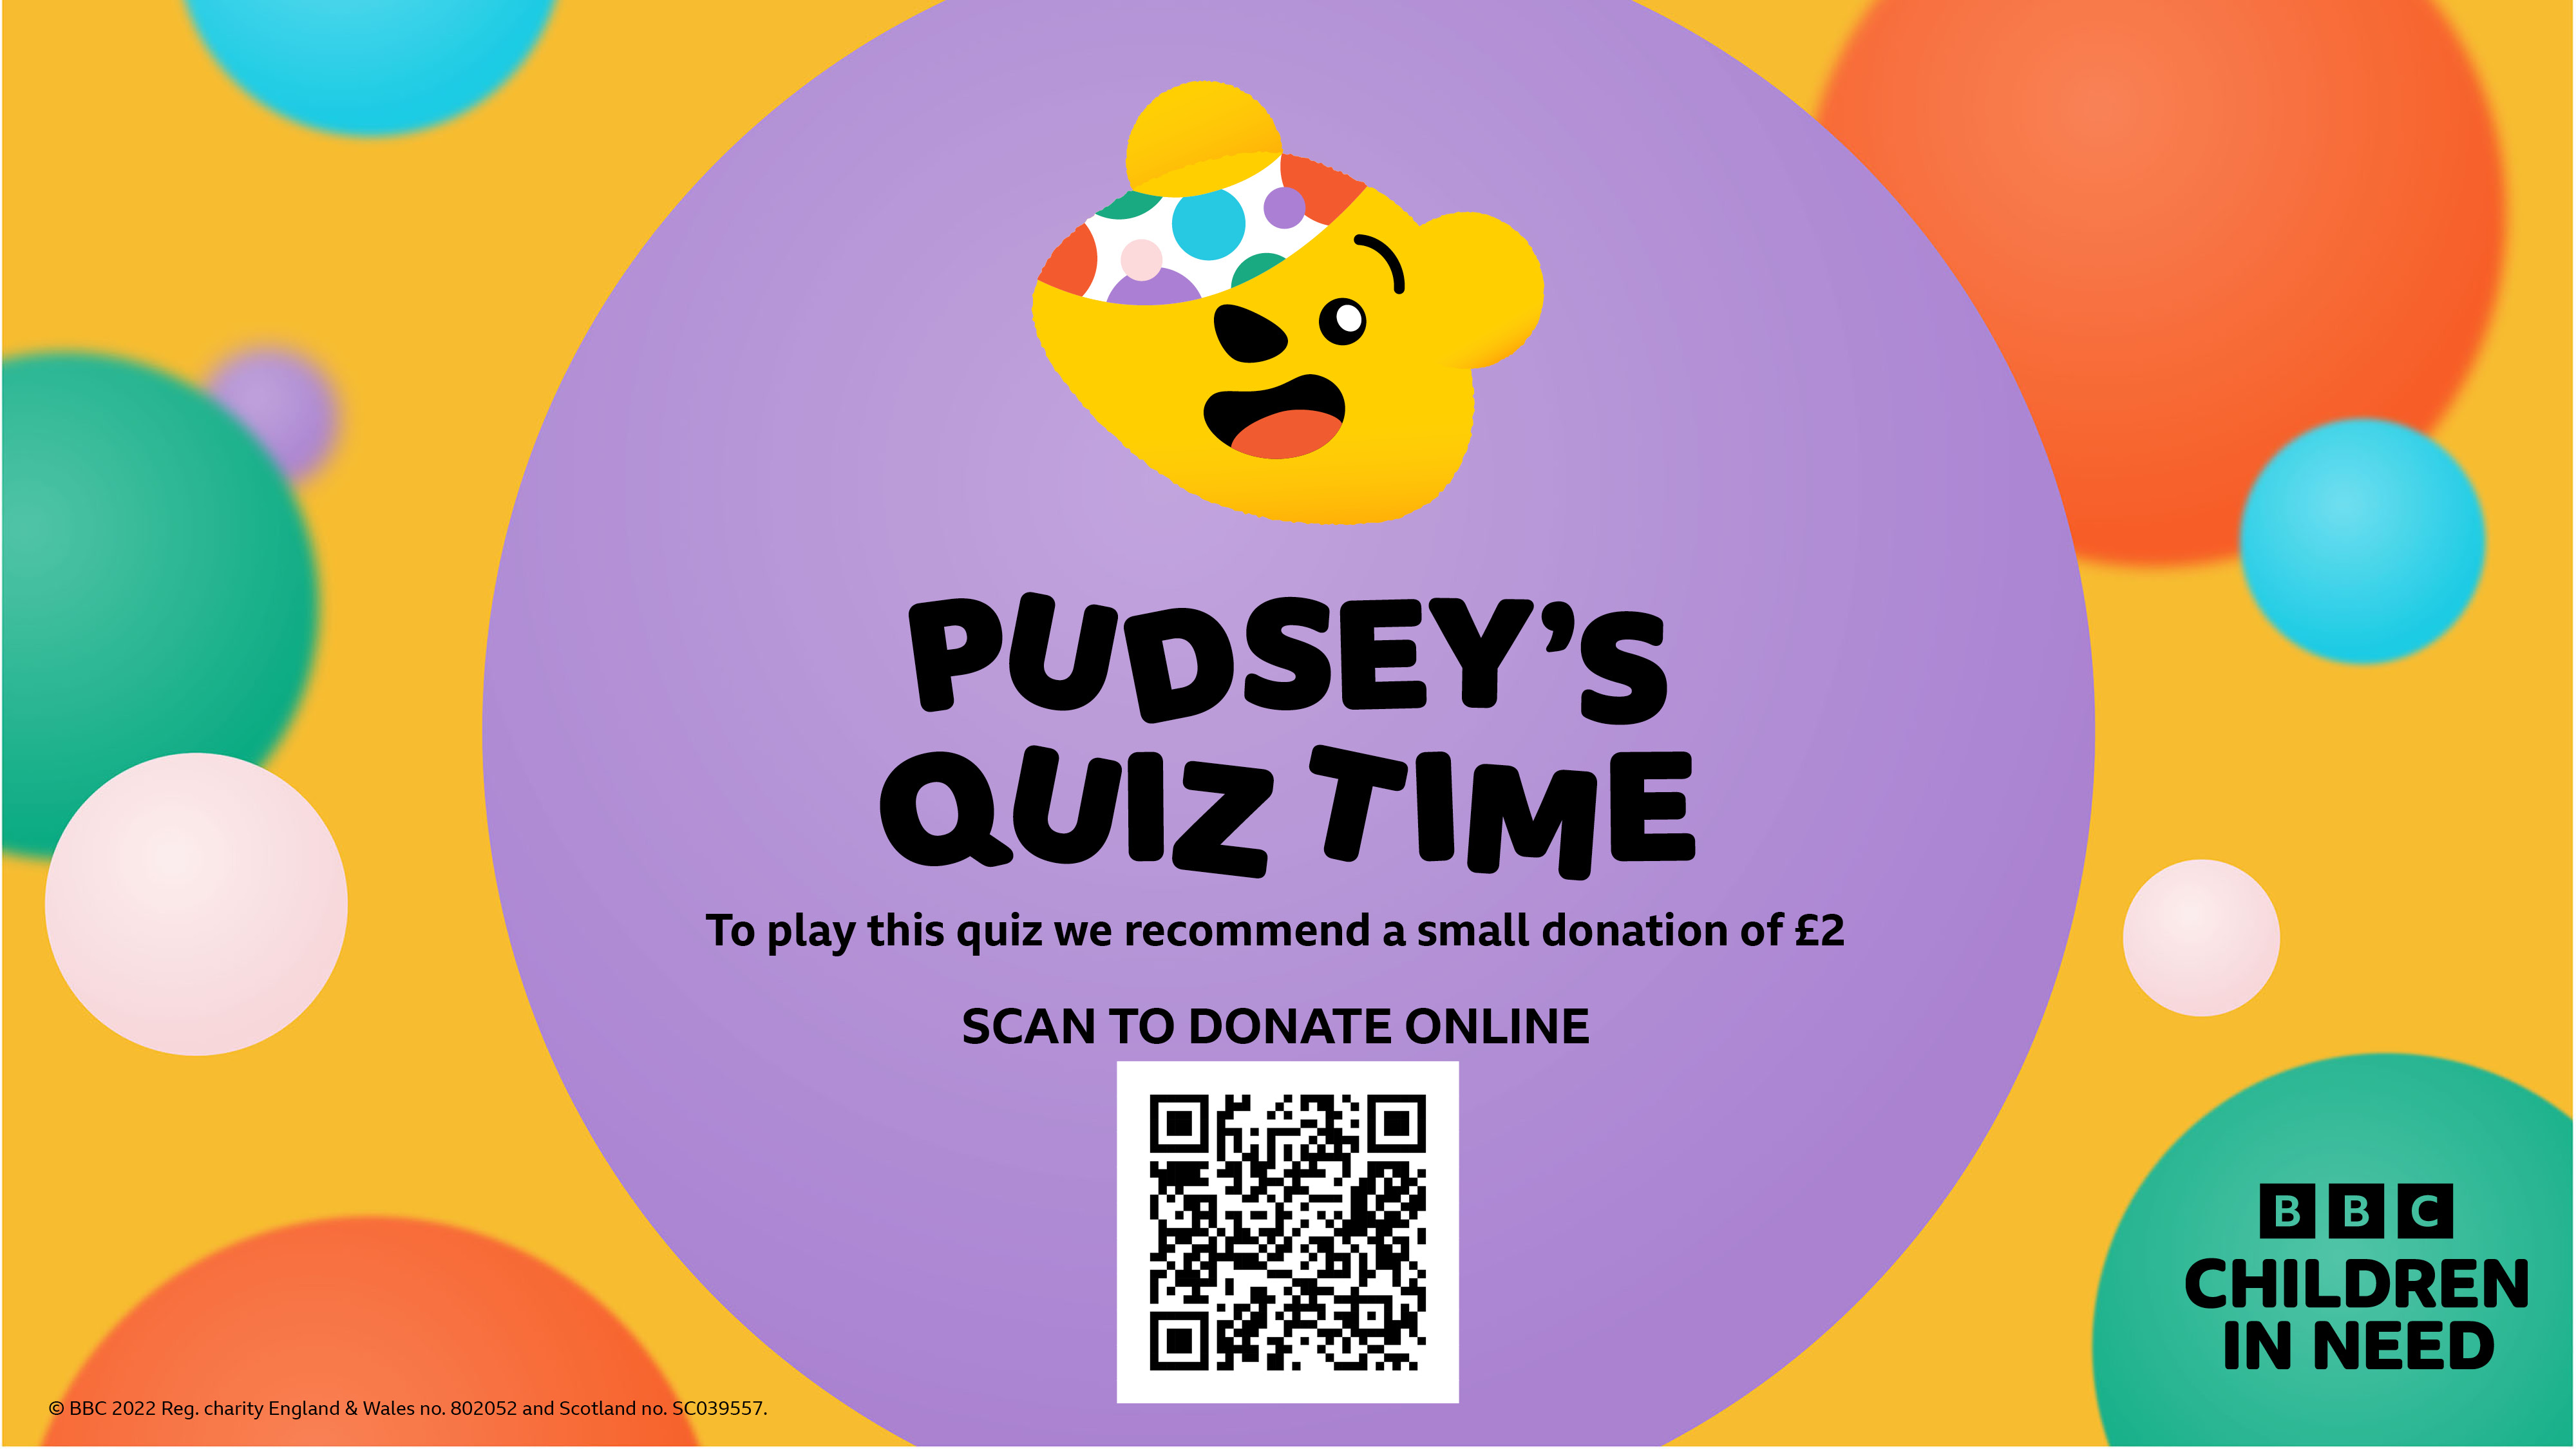 PUDSEY’S
QUIZ TIME
To play this quiz we recommend a small donation of £2
SCAN TO DONATE ONLINE
BBC
CHILDREN
IN NEED
© BBC 2022 Reg. charity England & Wales no. 802052 and Scotland no. SC039557.